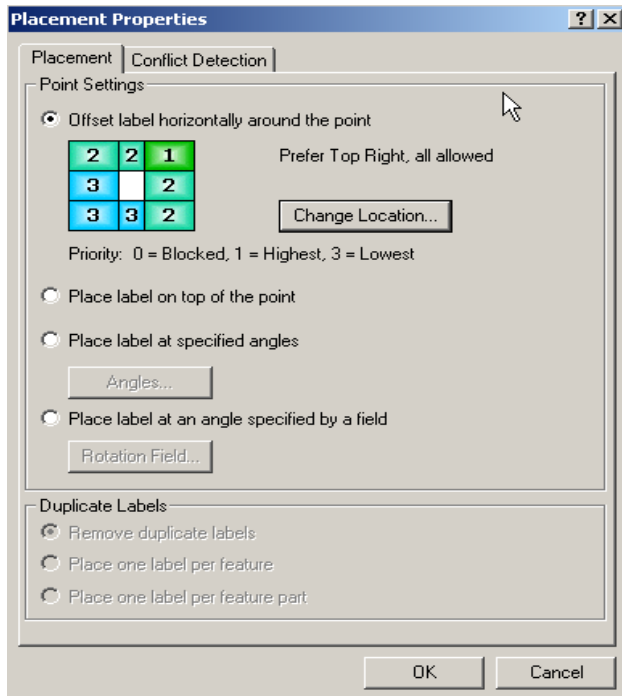 Placement Properties
Placement
Conflict Detection
Point Settings
Offset label horizontally around the point
2 2 1
Prefer Top Right, all allowed
3 2
3 3 2
Change Location...
Priority: 0 = Blocked, 1 = Highest, 3 = Lowest
Place label on top of the point
Place label at specified angles
Angles...
Place label at an angle specified by a field
Rotation Field...
Duplicate Labels
Remove duplicate labels
Place one label per feature
Place one label per feature part
OK
Cancel